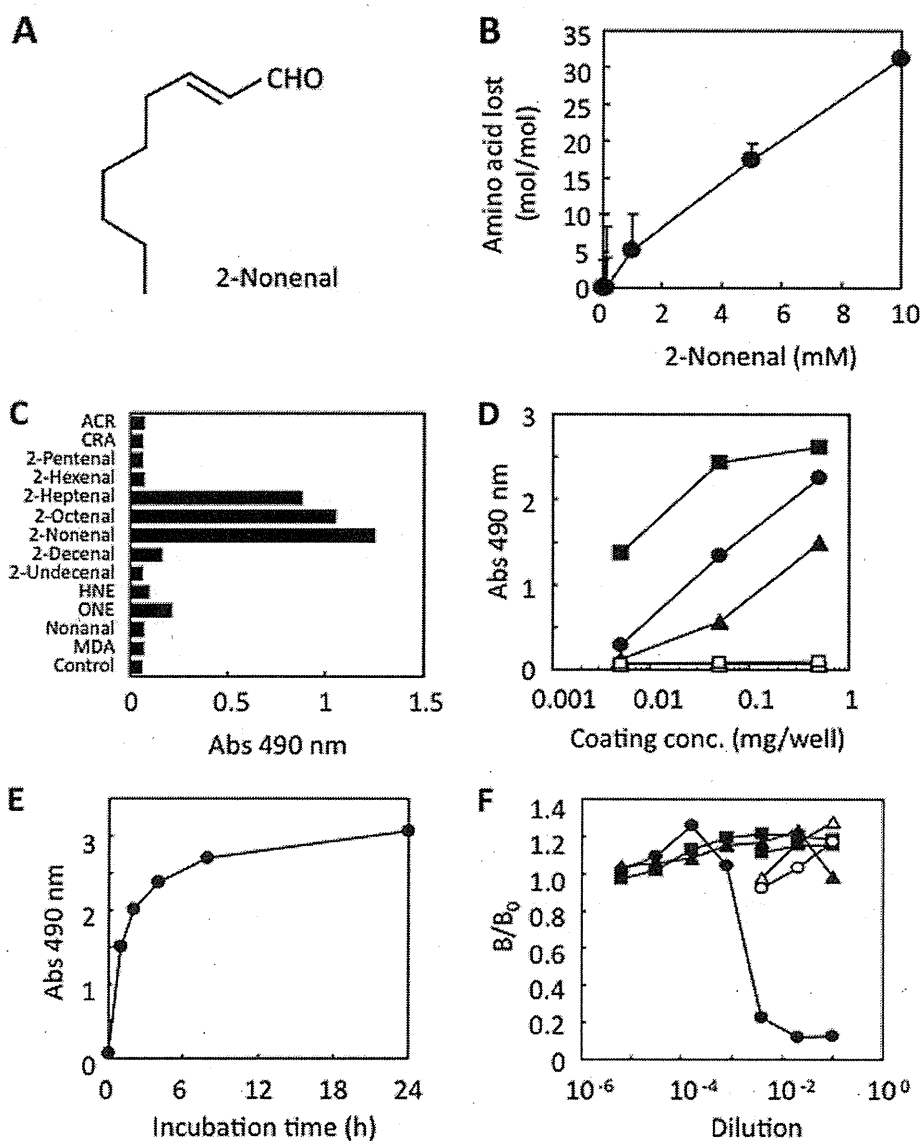 A
CHO
2-Nonenal
B
Amino acid lost
(mol/mol)
35
30
25
20
15
10
5
0
0 2 4 6 8 10
2-Nonenal (mM)
C
ACR
CRA
2-Pentenal
2-Hexenal
2-Heptenal
2-Octenal
2-Nonenal
2-Decenal
2-Undecenal
HNE
ONE
Nonanal
MDA
Control
0 0.5 1 1.5
Abs 490 nm
D
Abs 490 nm
3
2
1
0
0.001 0.01 0.1 1
Coating conc. (mg/well)
E
Abs 490 nm
3
2
1
0
0 6 12 18 24
Incubation time (h)
F
B/B0
1.4
1.2
1.0
0.8
0.6
0.4
0.2
10-6 10-4 10-2 100
Dilution